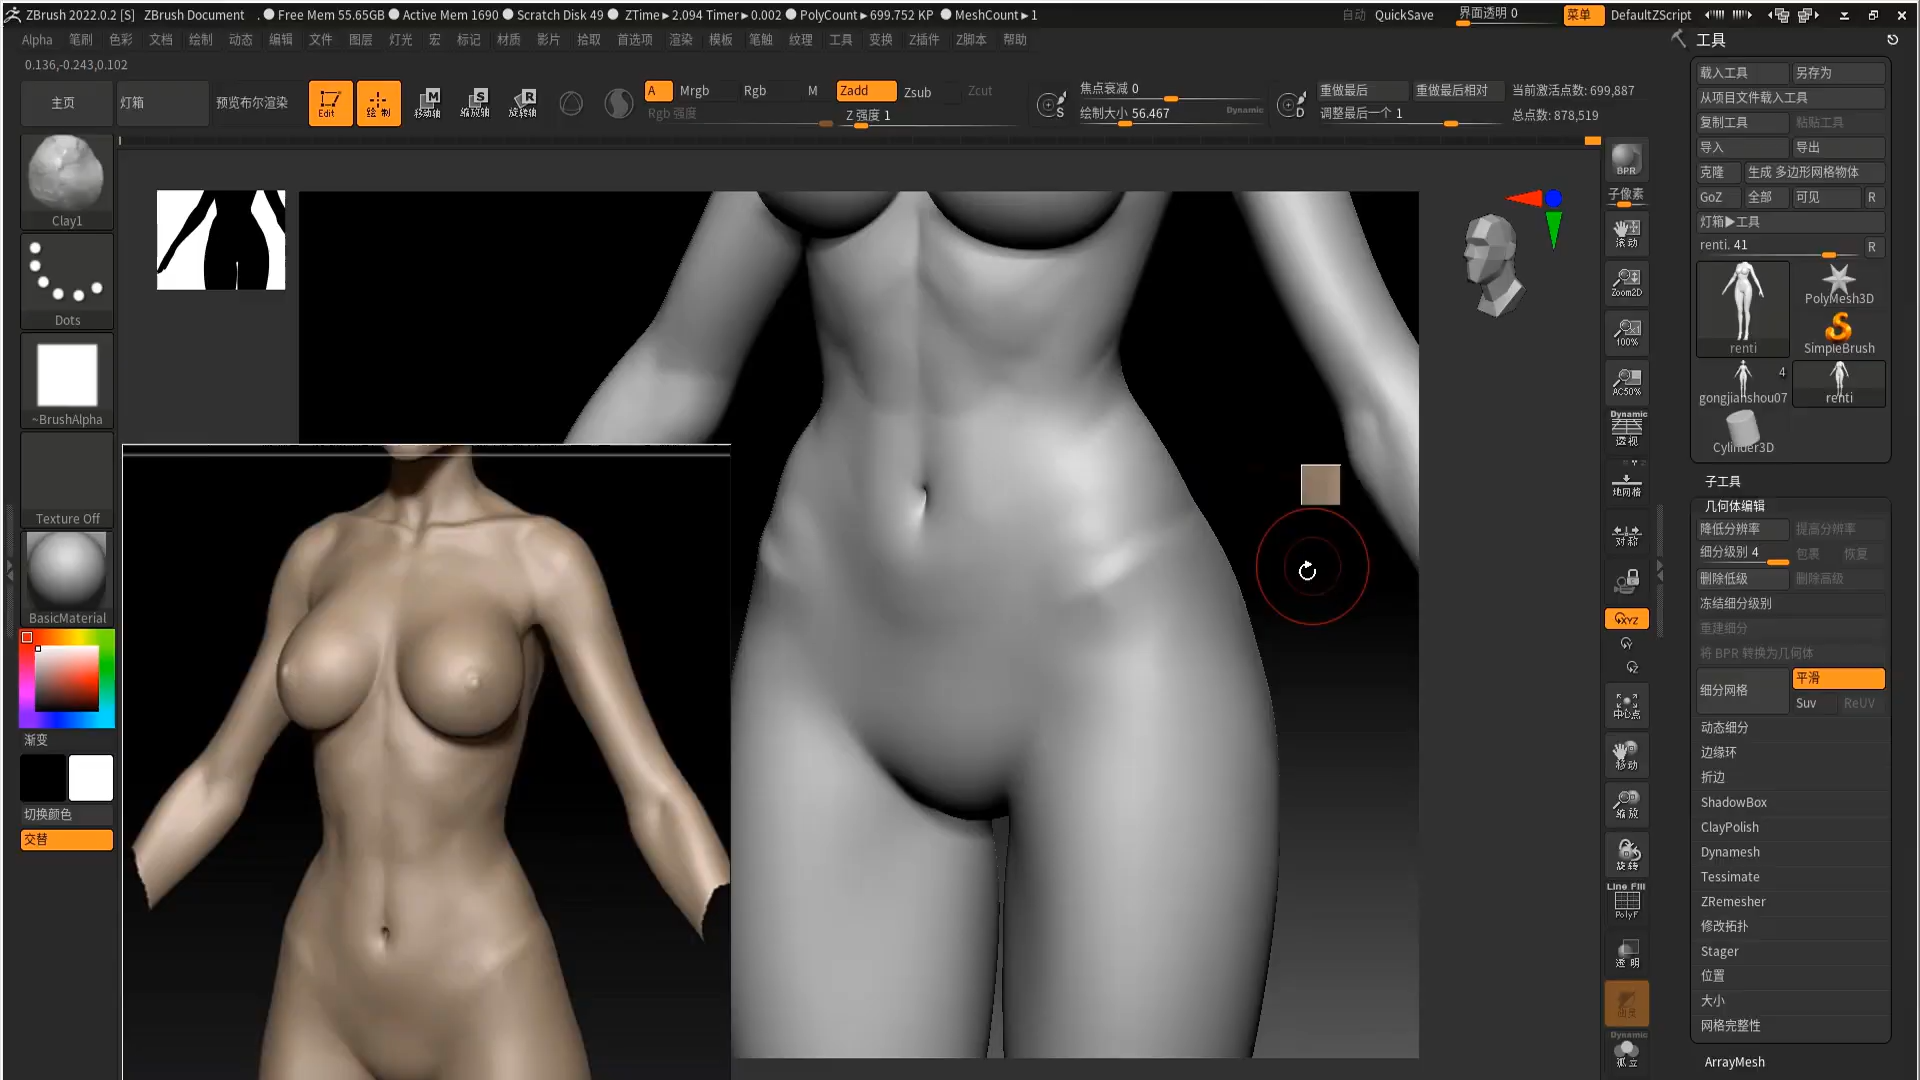 ZBrush 2022.0.2 [S] ZBrush Document . Free Mem 55.65GB Active Mem 1690 Scratch Disk 49 ZTime▸2.094 Timer▸0.002 PolyCount▸699.752 KP MeshCount▸1 自动 QuickSave 界面透明 0 菜单 DefaultZScript
Alpha 笔刷 色彩 文档 绘制 动态 编辑 文件 图层 灯光 宏 标记 材质 影片 拾取 首选项 渲染 模板 笔触 纹理 工具 变换 Z插件 Z脚本 帮助
0.136,-0.243,0.102
主页 灯箱 预览布尔渲染 Edit 绘制 移动轴 缩放轴 旋转轴
A Mrgb Rgb M Zadd Zsub Zcut
Rgb 强度 Z 强度 1
S 焦点衰减 0
绘制大小 56.467 Dynamic
D 重做最后 重做最后相对
调整最后一个 1
当前激活点数: 699,887
总点数: 878,519
Clay1
Dots
~BrushAlpha
Texture Off
BasicMaterial
渐变
切换颜色
交替
BPR
子像素
滚动
Zoom2D
100%
AC50%
Dynamic
透视
地网格
对称
XYZ
中心点
移动
缩放
旋转
Line Fill
PolyF
透明
Dynamic
孤立
工具
载入工具 另存为
从项目文件载入工具
复制工具 粘贴工具
导入 导出
克隆 生成 多边形网格物体
GoZ 全部 可见 R
灯箱▶工具
renti. 41 R
renti
PolyMesh3D
SimpleBrush
4
gongjianshou07
renti
Cylinder3D
子工具
几何体编辑
降低分辨率 提高分辨率
细分级别 4 包裹 恢复
删除低级 删除高级
冻结细分级别
重建细分
将 BPR 转换为几何体
细分网格 平滑
Suv ReUV
动态细分
边缘环
折边
ShadowBox
ClayPolish
Dynamesh
Tessimate
ZRemesher
修改拓扑
Stager
位置
大小
网格完整性
ArrayMesh